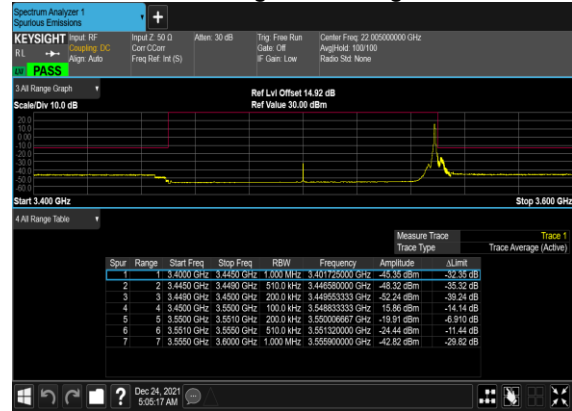 Spectrum Analyzer 1
Spurious Emissions
+
KEYSIGHT Input: RF Input Z: 50 Ω Atten: 30 dB Trig: Free Run Center Freq: 22.005000000 GHz
RL Coupling: DC Corr CCorr Gate: Off Avg|Hold: 100/100
Align: Auto Freq Ref: Int (S) IF Gain: Low Radio Std: None
PASS
3 All Range Graph
Ref Lvl Offset 14.92 dB
Scale/Div 10.0 dB Ref Value 30.00 dBm
20.0
10.0
0.00
-10.0
-20.0
-30.0
-40.0
-50.0
-60.0
Start 3.400 GHz Stop 3.600 GHz
4 All Range Table
Measure Trace Trace 1
Trace Type Trace Average (Active)
Spur Range Start Freq Stop Freq RBW Frequency Amplitude ΔLimit
1 1 3.4000 GHz 3.4450 GHz 1.000 MHz 3.401725000 GHz -45.35 dBm -32.35 dB
2 2 3.4450 GHz 3.4490 GHz 510.0 kHz 3.446580000 GHz -48.32 dBm -35.32 dB
3 3 3.4490 GHz 3.4500 GHz 200.0 kHz 3.449553333 GHz -52.24 dBm -39.24 dB
4 4 3.4500 GHz 3.5500 GHz 100.0 kHz 3.548833333 GHz 15.86 dBm -14.14 dB
5 5 3.5500 GHz 3.5510 GHz 200.0 kHz 3.550006667 GHz -19.91 dBm -6.910 dB
6 6 3.5510 GHz 3.5550 GHz 510.0 kHz 3.551320000 GHz -24.44 dBm -11.44 dB
7 7 3.5550 GHz 3.6000 GHz 1.000 MHz 3.555900000 GHz -42.82 dBm -29.82 dB
? Dec 24, 2021
5:05:17 AM